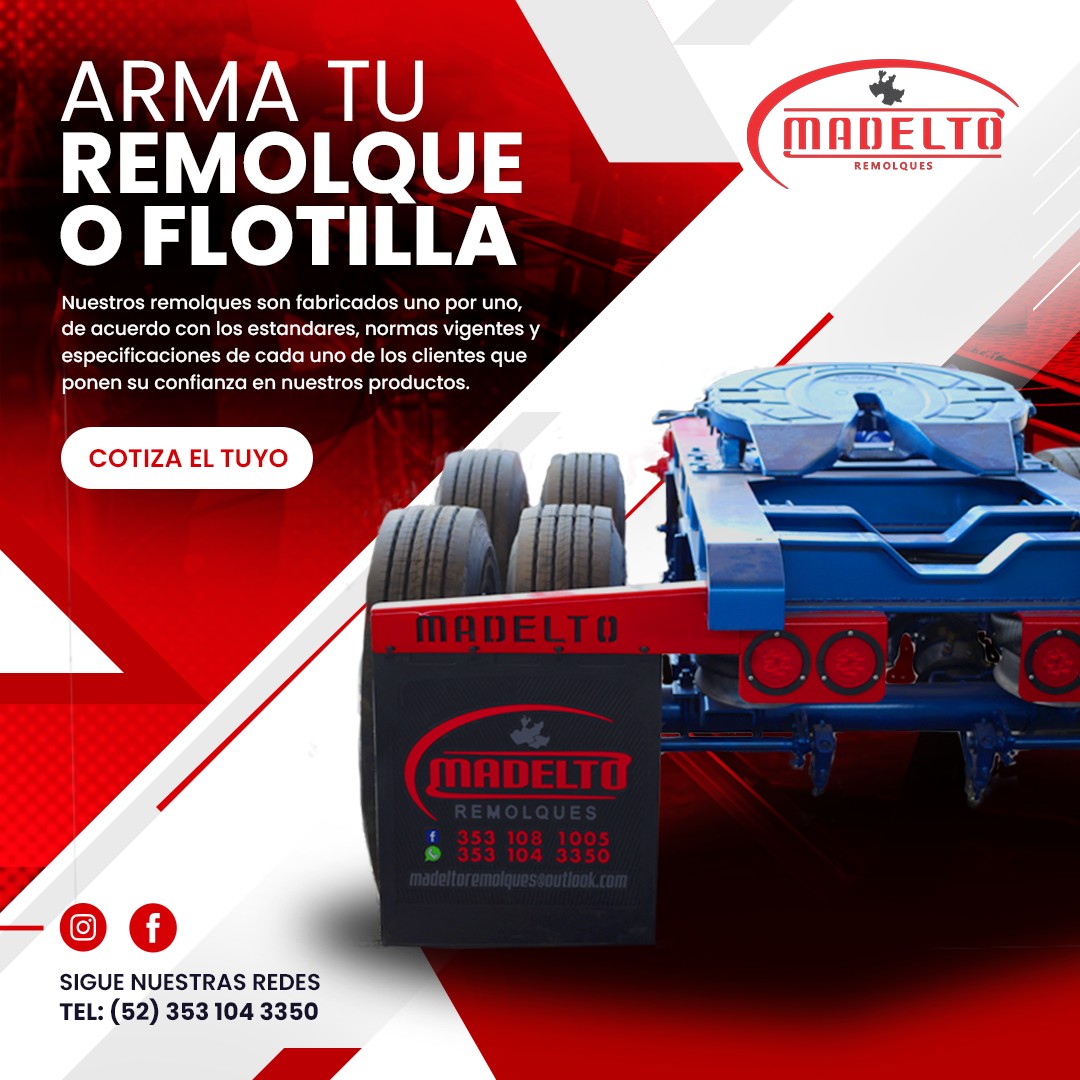 ARMA TU
REMOLQUE
O FLOTILLA
Nuestros remolques son fabricados uno por uno,
de acuerdo con los estandares, normas vigentes y
especificaciones de cada uno de los clientes que
ponen su confianza en nuestros productos.
COTIZA EL TUYO
MADELTO
REMOLQUES
MADELTO
MADELTO
REMOLQUES
353 108 1005
353 104 3350
madeltoremolques@outlook.com
SIGUE NUESTRAS REDES
TEL: (52) 353 104 3350